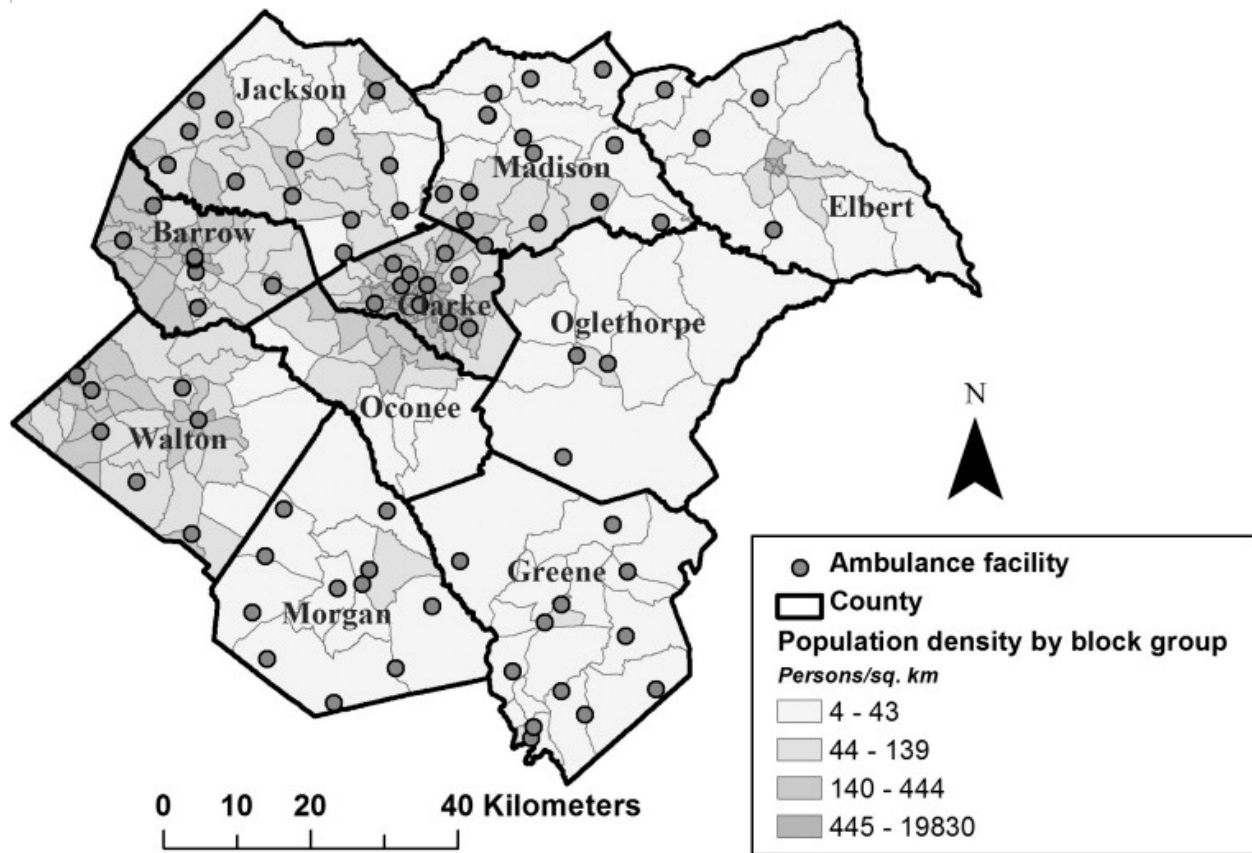 Jackson
Madison
Elbert
Barrow
Clarke
Oglethorpe
Oconee
Walton
Greene
Morgan
N
Ambulance facility
County
Population density by block group
Persons/sq. km
4 - 43
44 - 139
140 - 444
445 - 19830
0 10 20 40 Kilometers